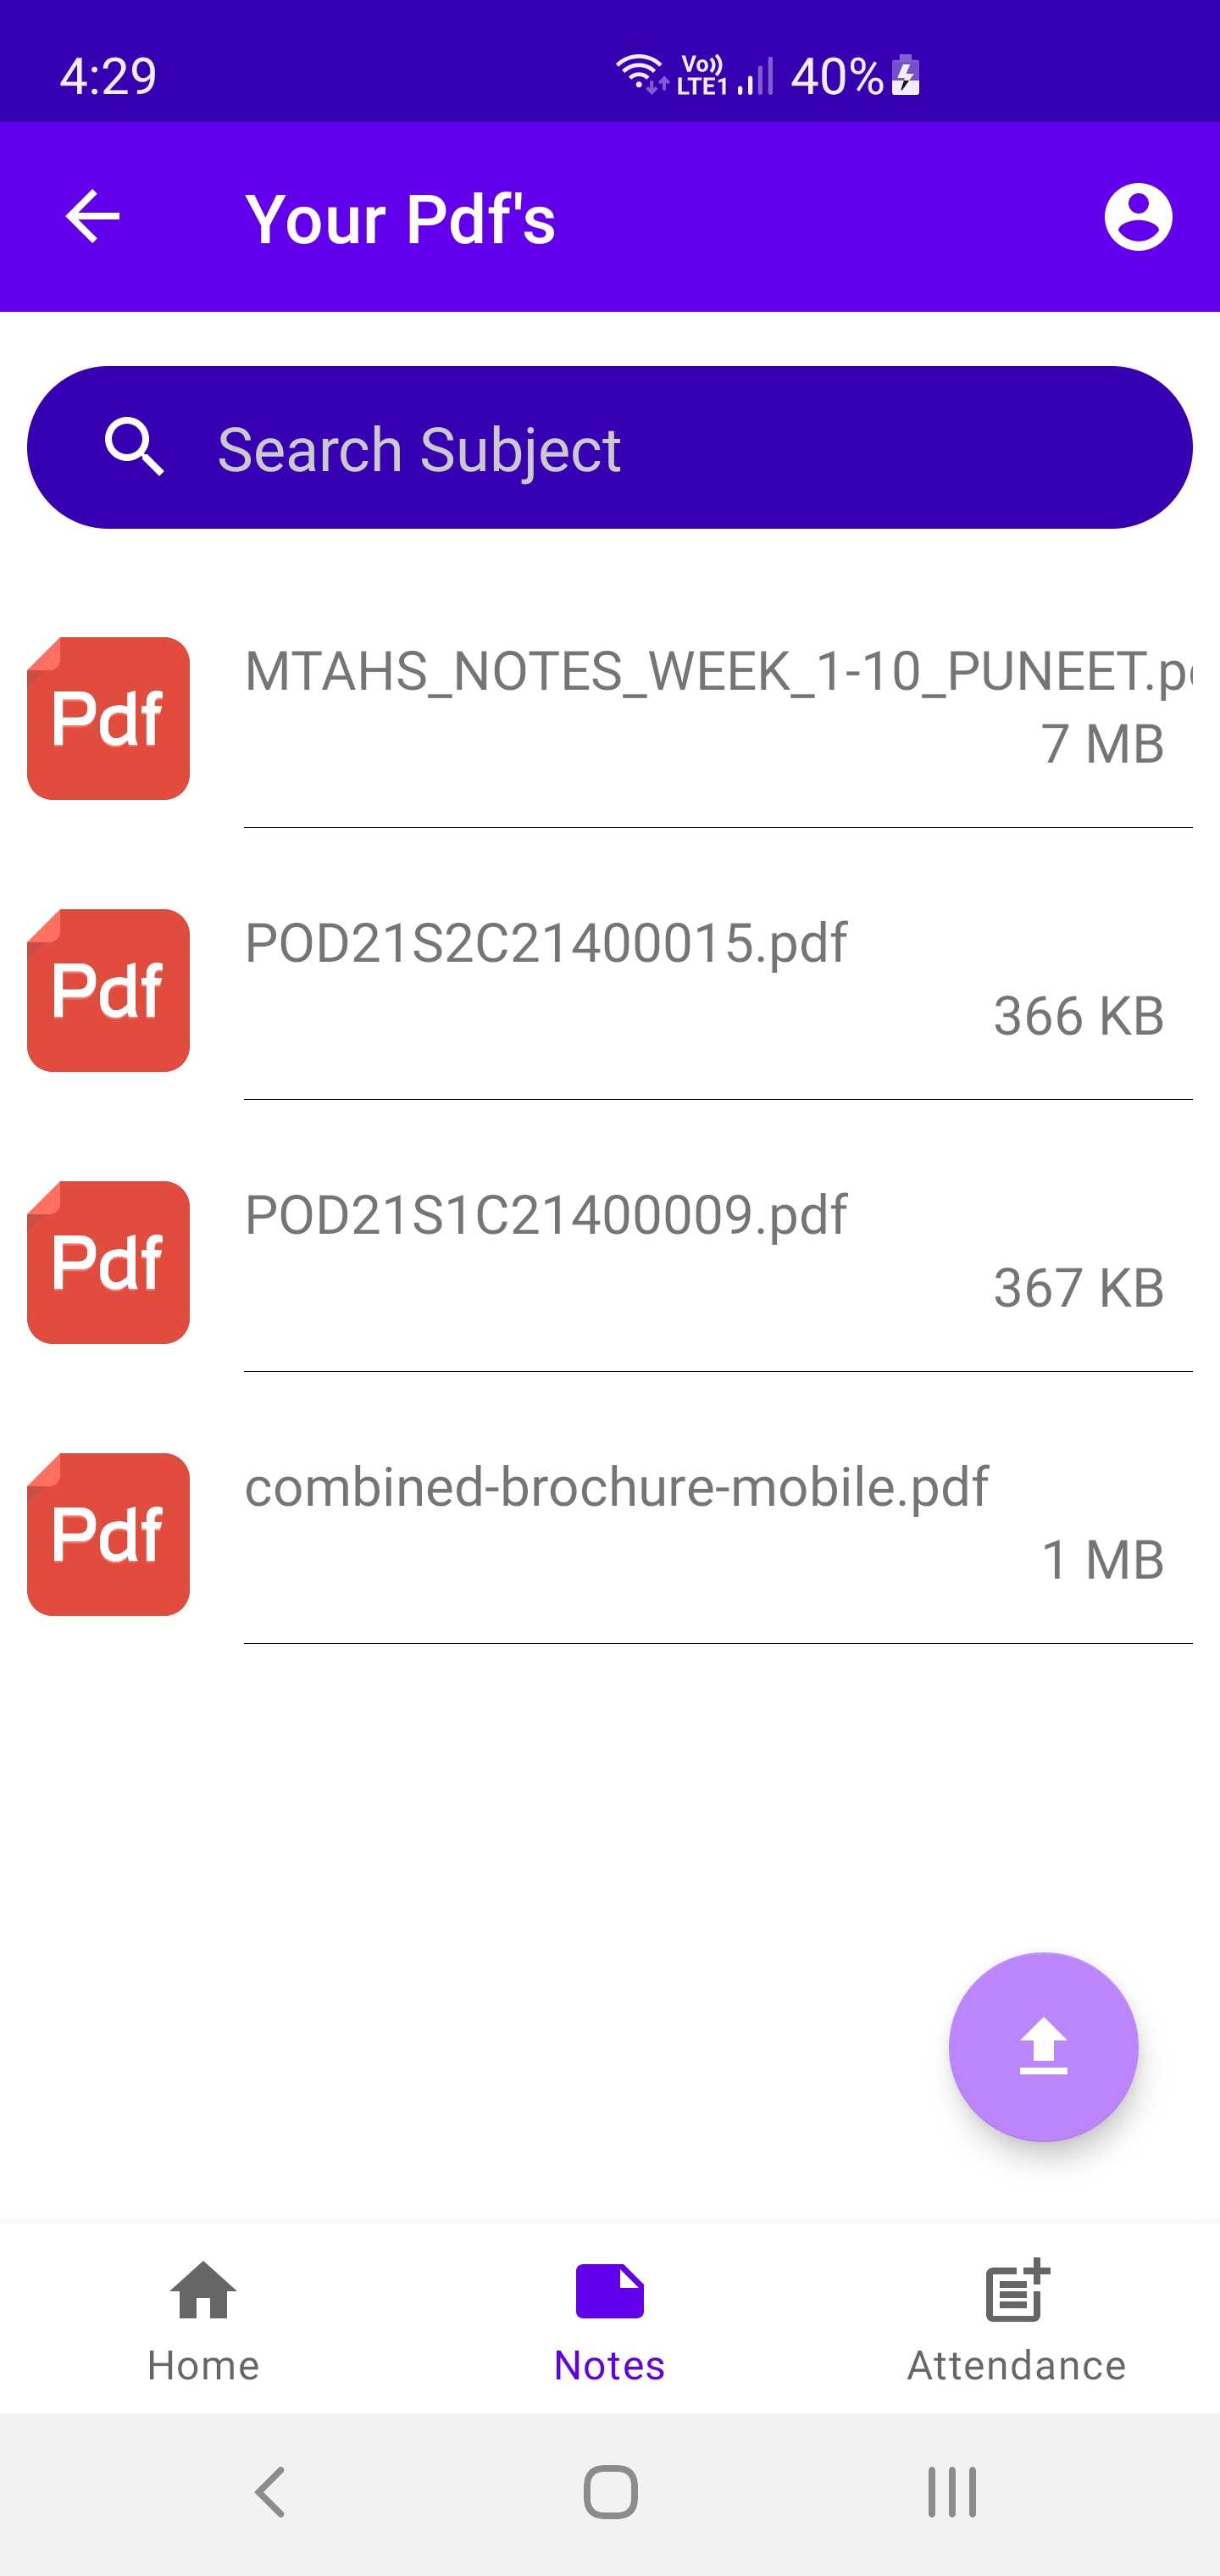 4:29
Vo)) LTE1 40%
Your Pdf's
Search Subject
Pdf
MTAHS_NOTES_WEEK_1-10_PUNEET.p
7 MB
Pdf
POD21S2C21400015.pdf
366 KB
Pdf
POD21S1C21400009.pdf
367 KB
Pdf
combined-brochure-mobile.pdf
1 MB
Home
Notes
Attendance